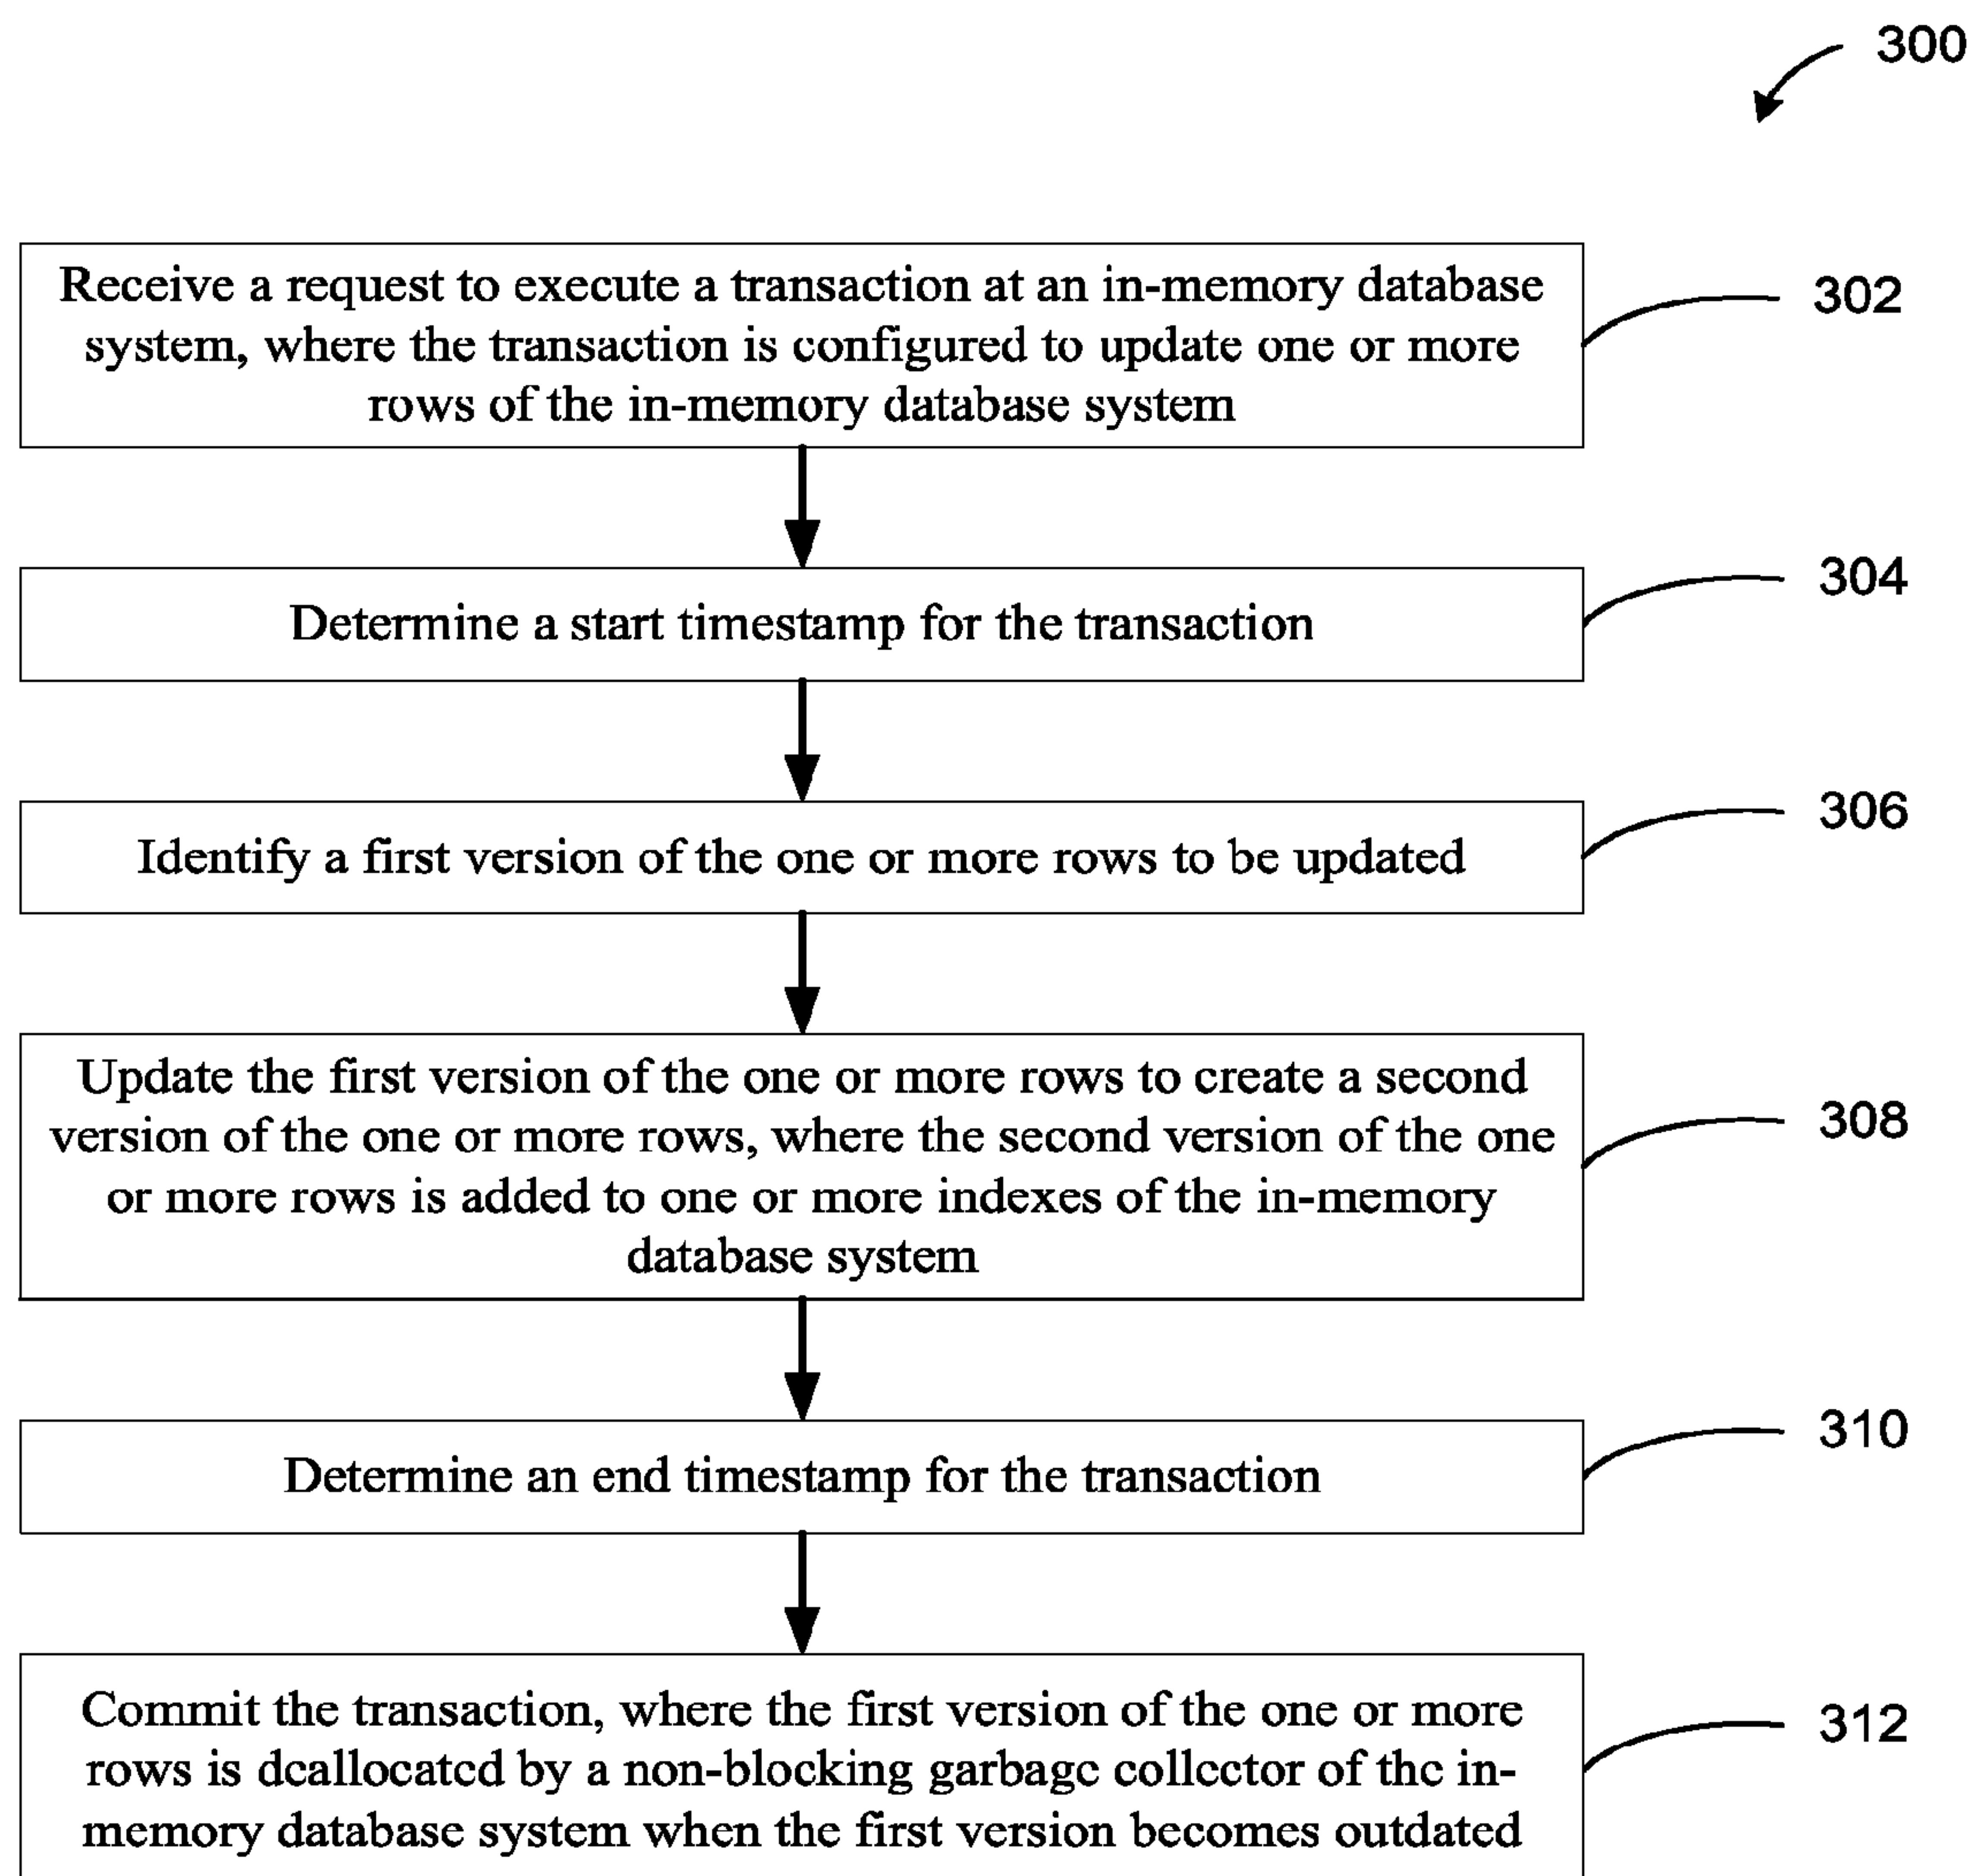 300
Receive a request to execute a transaction at an in-memory database
system, where the transaction is configured to update one or more
rows of the in-memory database system
302
Determine a start timestamp for the transaction
304
Identify a first version of the one or more rows to be updated
306
Update the first version of the one or more rows to create a second
version of the one or more rows, where the second version of the one
or more rows is added to one or more indexes of the in-memory
database system
308
Determine an end timestamp for the transaction
310
Commit the transaction, where the first version of the one or more
rows is deallocated by a non-blocking garbage collector of the in-
memory database system when the first version becomes outdated
312